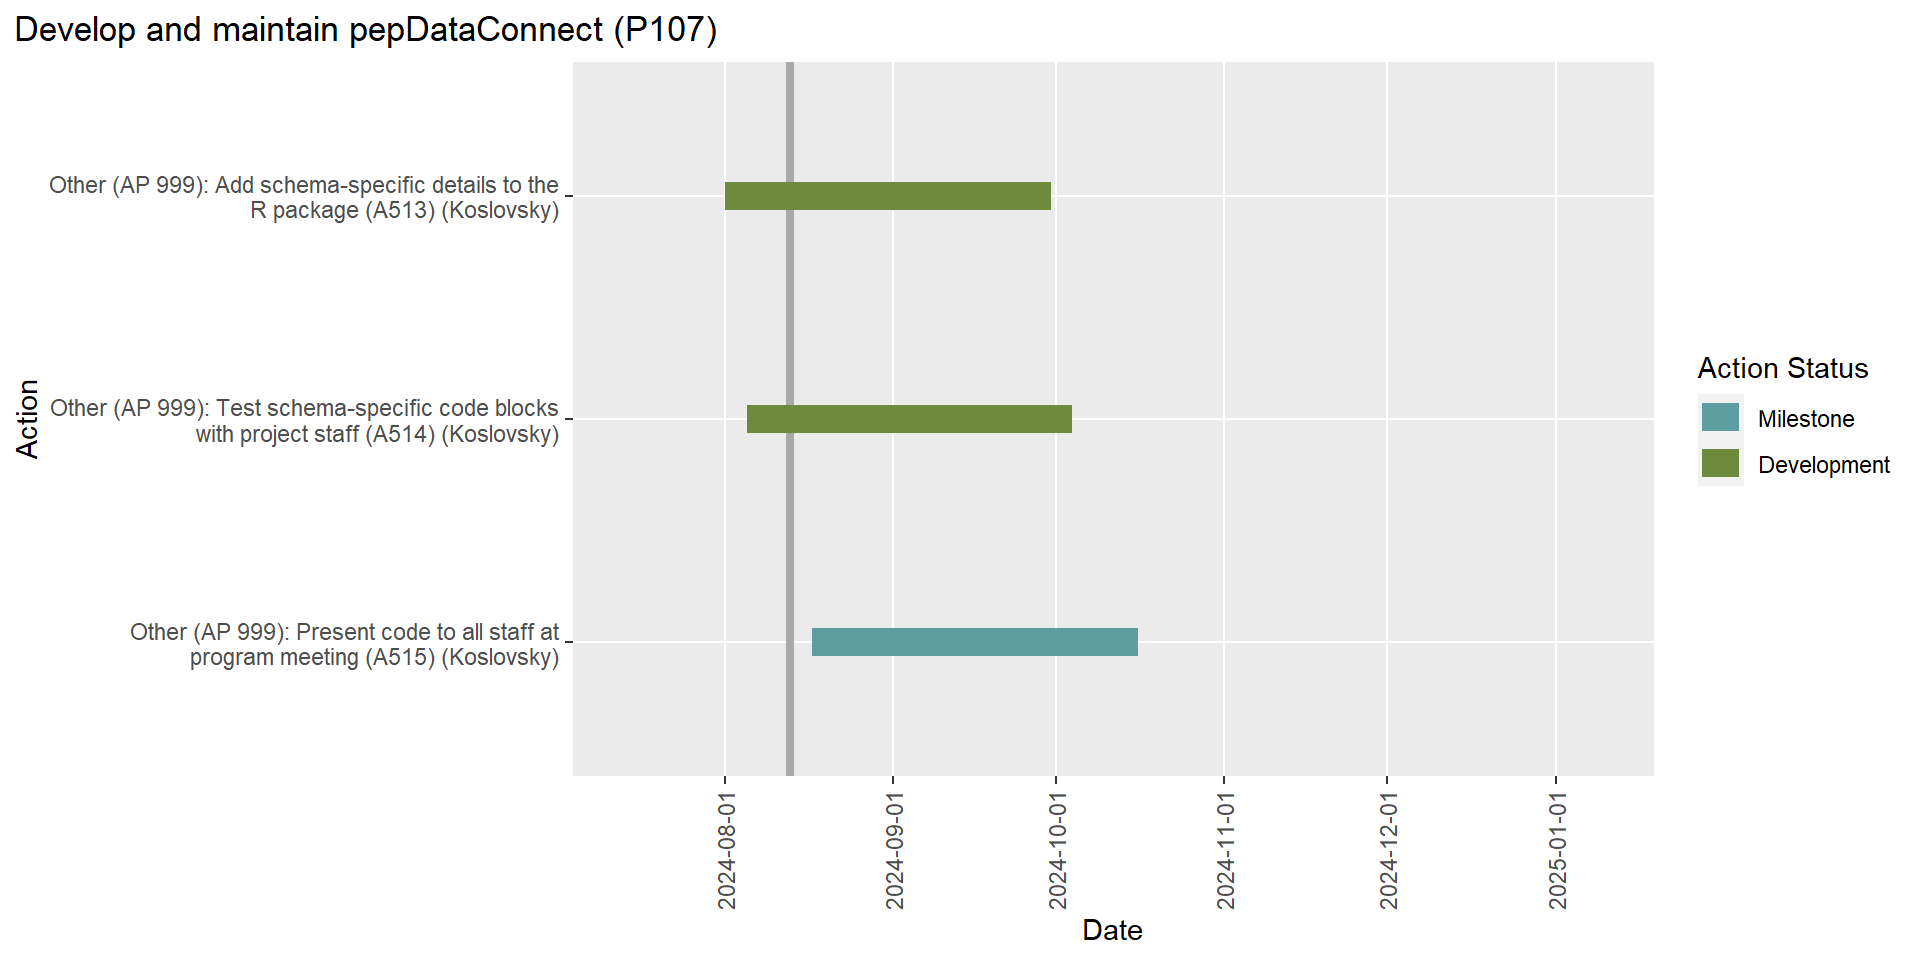 Develop and maintain pepDataConnect (P107)
Other (AP 999): Add schema-specific details to the
R package (A513) (Koslovsky)
Other (AP 999): Test schema-specific code blocks
with project staff (A514) (Koslovsky)
Other (AP 999): Present code to all staff at
program meeting (A515) (Koslovsky)
Action
2024-08-01
2024-09-01
2024-10-01
2024-11-01
2024-12-01
2025-01-01
Date
Action Status
Milestone
Development